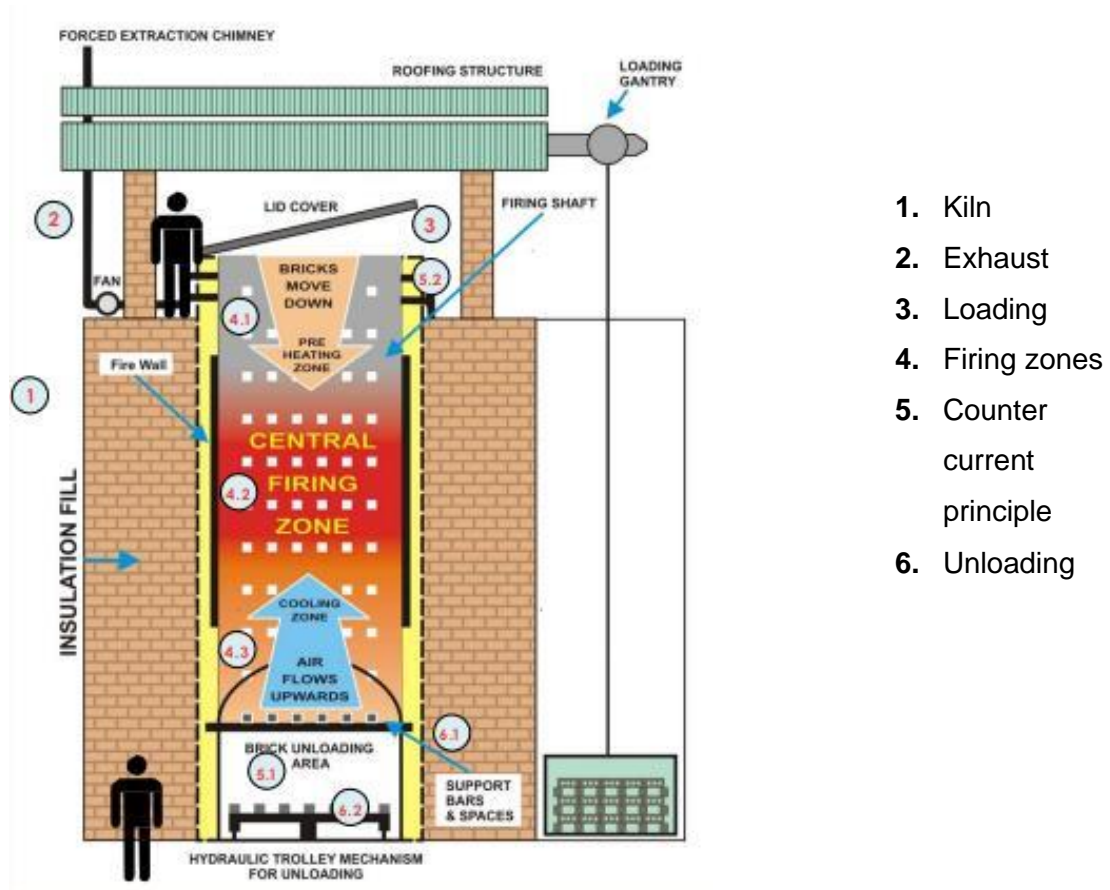 FORCED EXTRACTION CHIMNEY
ROOFING STRUCTURE
LOADING
GANTRY
2
LID COVER
3
FIRING SHAFT
FAN
BRICKS
MOVE
DOWN
5.2
4.1
PRE
HEATING
ZONE
Fire Wall
1
CENTRAL
4.2
FIRING
ZONE
INSULATION FILL
COOLING
ZONE
4.3
AIR
FLOWS
UPWARDS
6.1
BRICK UNLOADING
AREA
5.1
SUPPORT
BARS
& SPACES
6.2
HYDRAULIC TROLLEY MECHANISM
FOR UNLOADING
1. Kiln
2. Exhaust
3. Loading
4. Firing zones
5. Counter
current
principle
6. Unloading